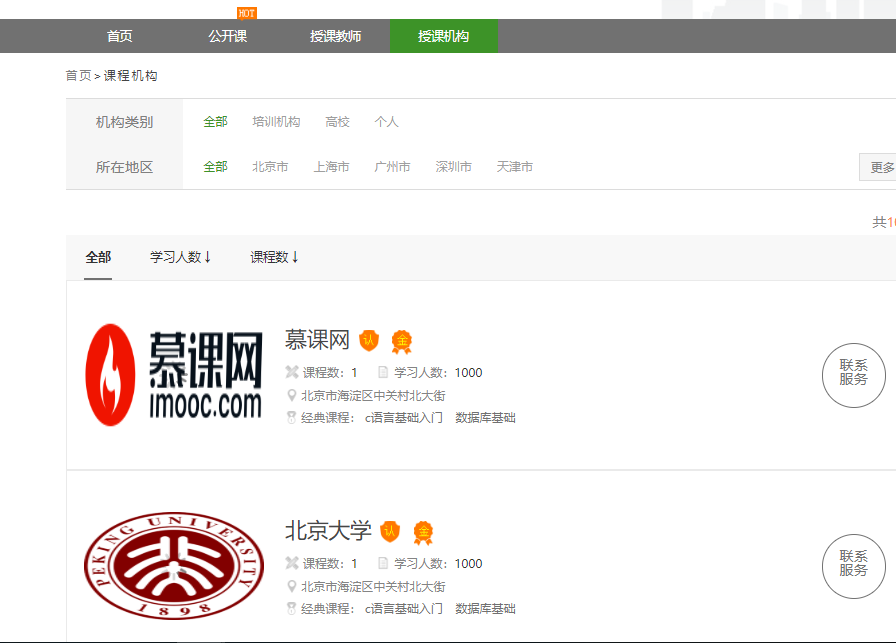 HOT
首页 公开课 授课教师 授课机构
首页 > 课程机构
机构类别 全部 培训机构 高校 个人
所在地区 全部 北京市 上海市 广州市 深圳市 天津市 更多
共1
全部 学习人数↓ 课程数↓
慕课网
imooc.com
慕课网 认 金
课程数：1 学习人数：1000
北京市海淀区中关村北大街
经典课程： c语言基础入门 数据库基础
联系
服务
PEKING UNIVERSITY
1898
北京大学 认 金
课程数：1 学习人数：1000
北京市海淀区中关村北大街
经典课程： c语言基础入门 数据库基础
联系
服务